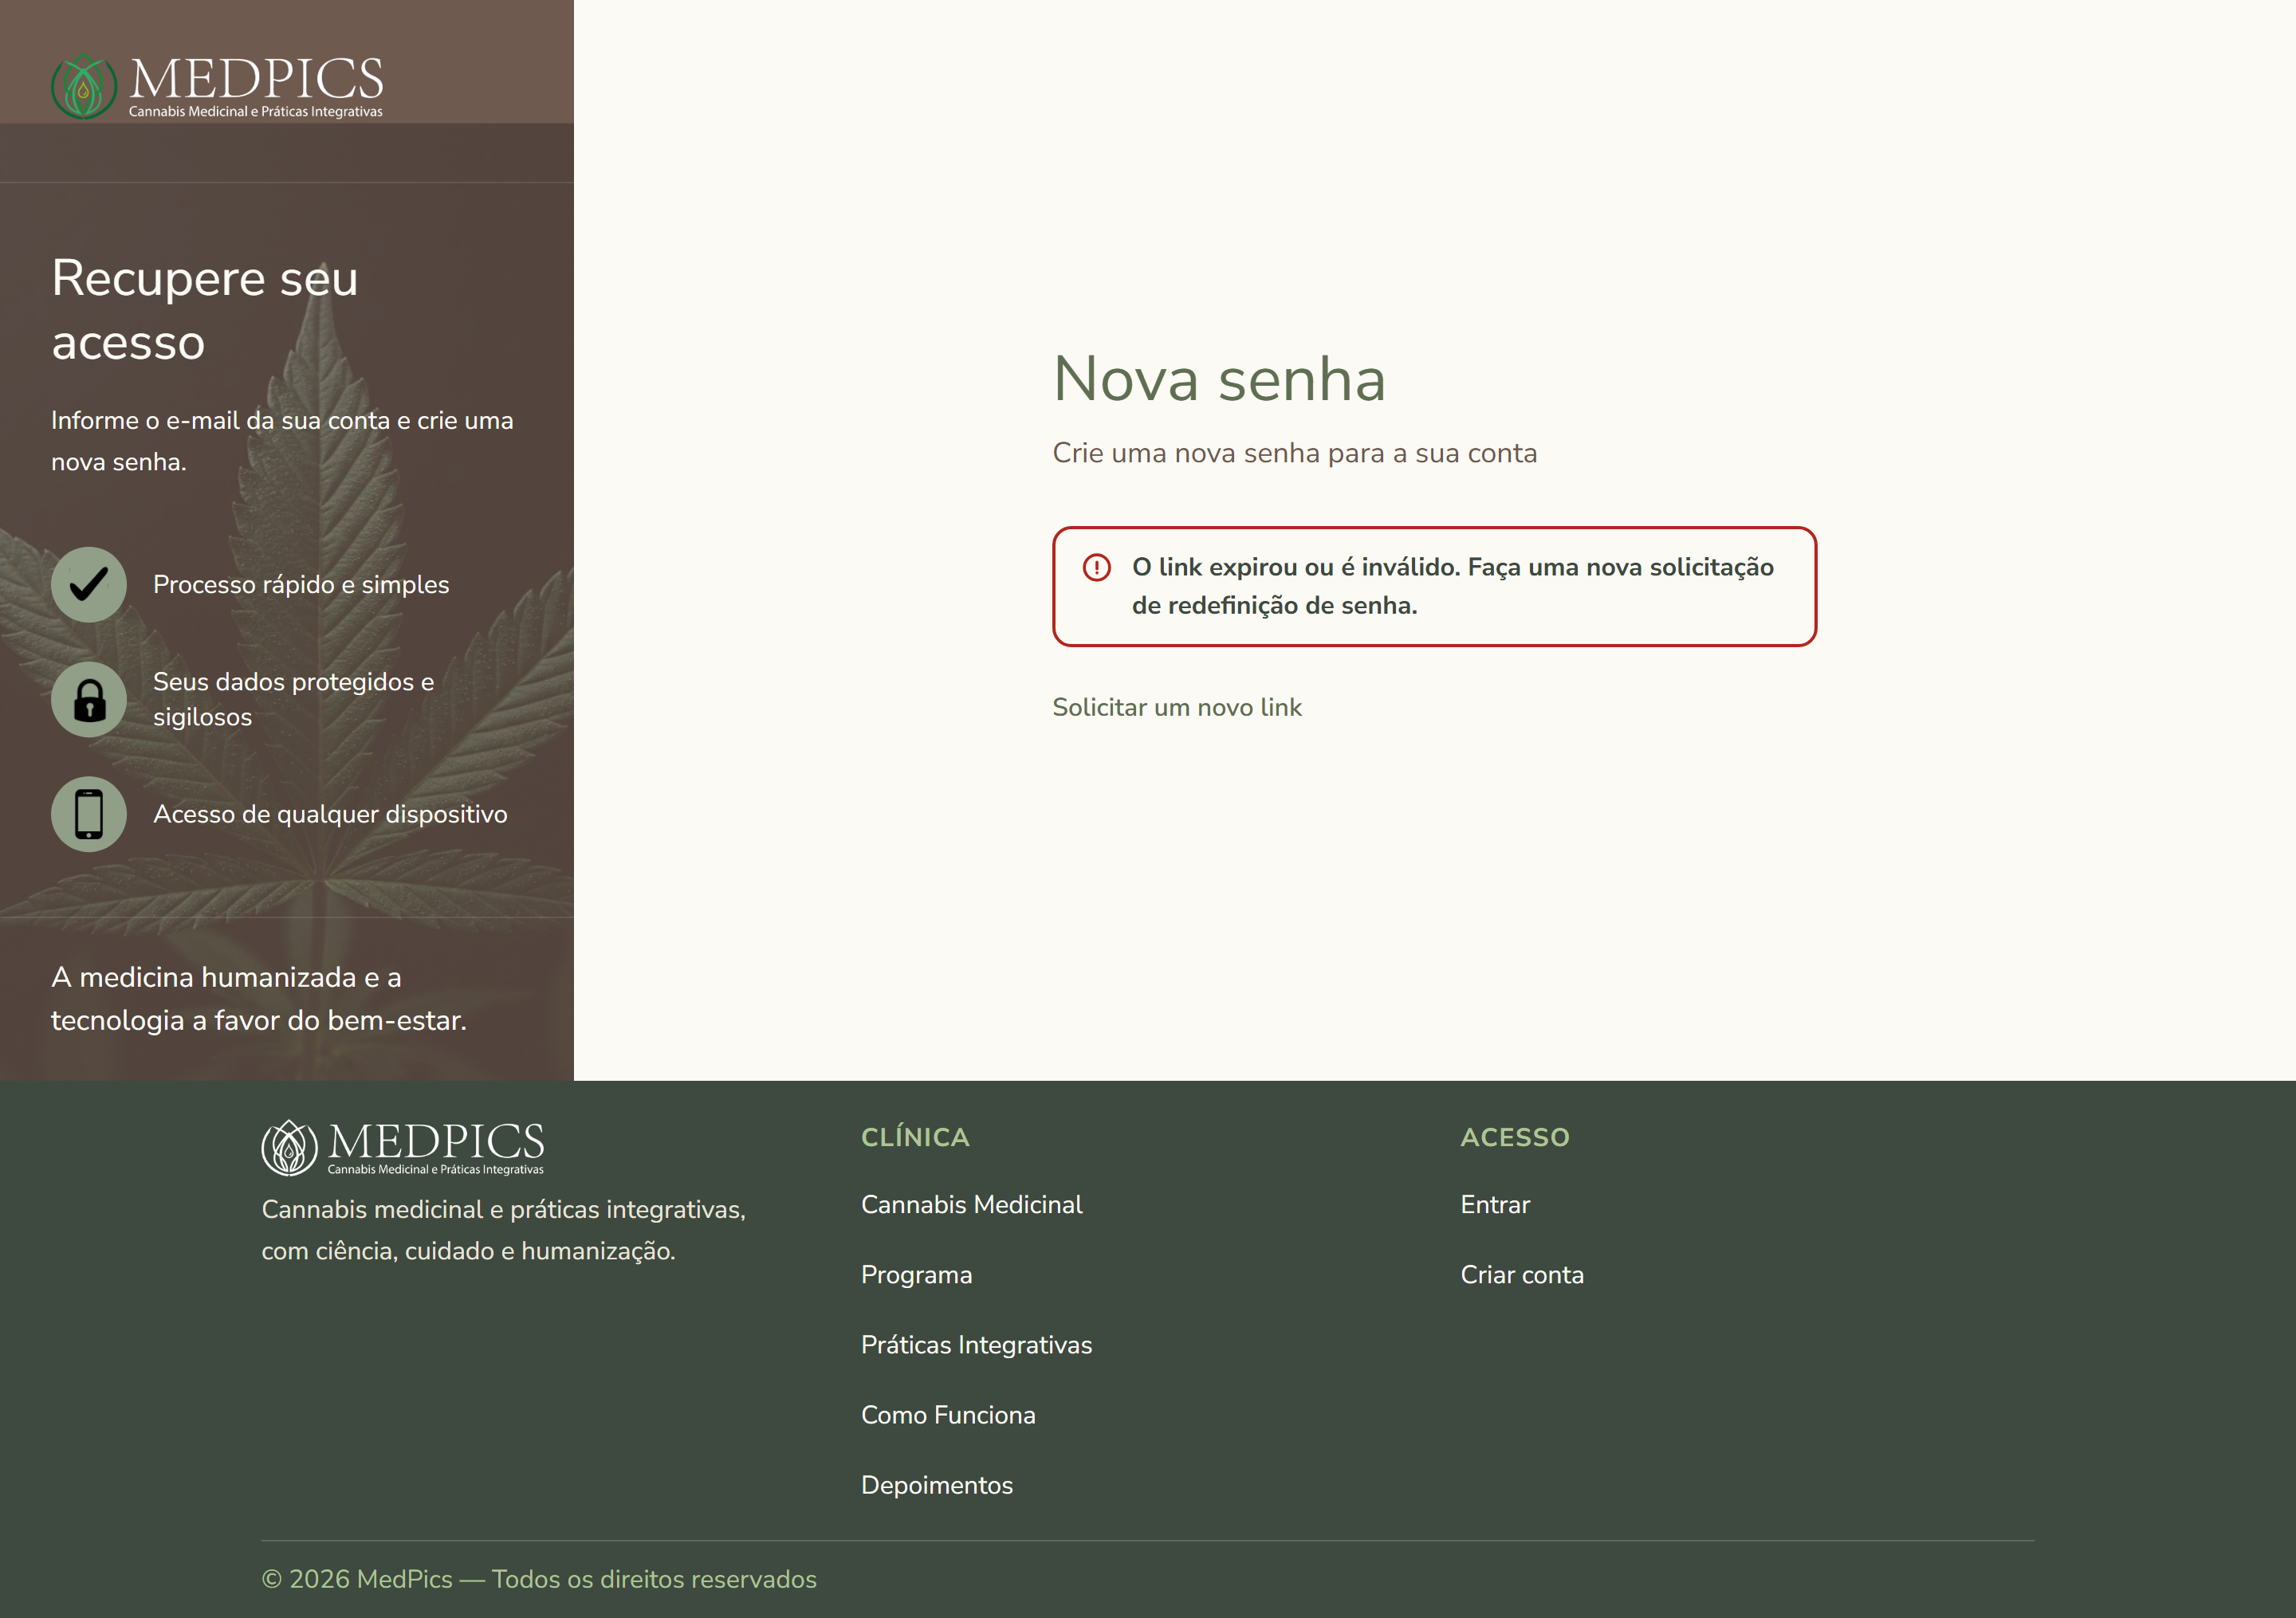 MEDPICS
Cannabis Medicinal e Práticas Integrativas
Recupere seu
acesso
Informe o e-mail da sua conta e crie uma
nova senha.
Processo rápido e simples
Seus dados protegidos e
sigilosos
Acesso de qualquer dispositivo
A medicina humanizada e a
tecnologia a favor do bem-estar.
Nova senha
Crie uma nova senha para a sua conta
O link expirou ou é inválido. Faça uma nova solicitação
de redefinição de senha.
Solicitar um novo link
MEDPICS
Cannabis Medicinal e Práticas Integrativas
Cannabis medicinal e práticas integrativas,
com ciência, cuidado e humanização.
CLÍNICA
Cannabis Medicinal
Programa
Práticas Integrativas
Como Funciona
Depoimentos
ACESSO
Entrar
Criar conta
© 2026 MedPics — Todos os direitos reservados